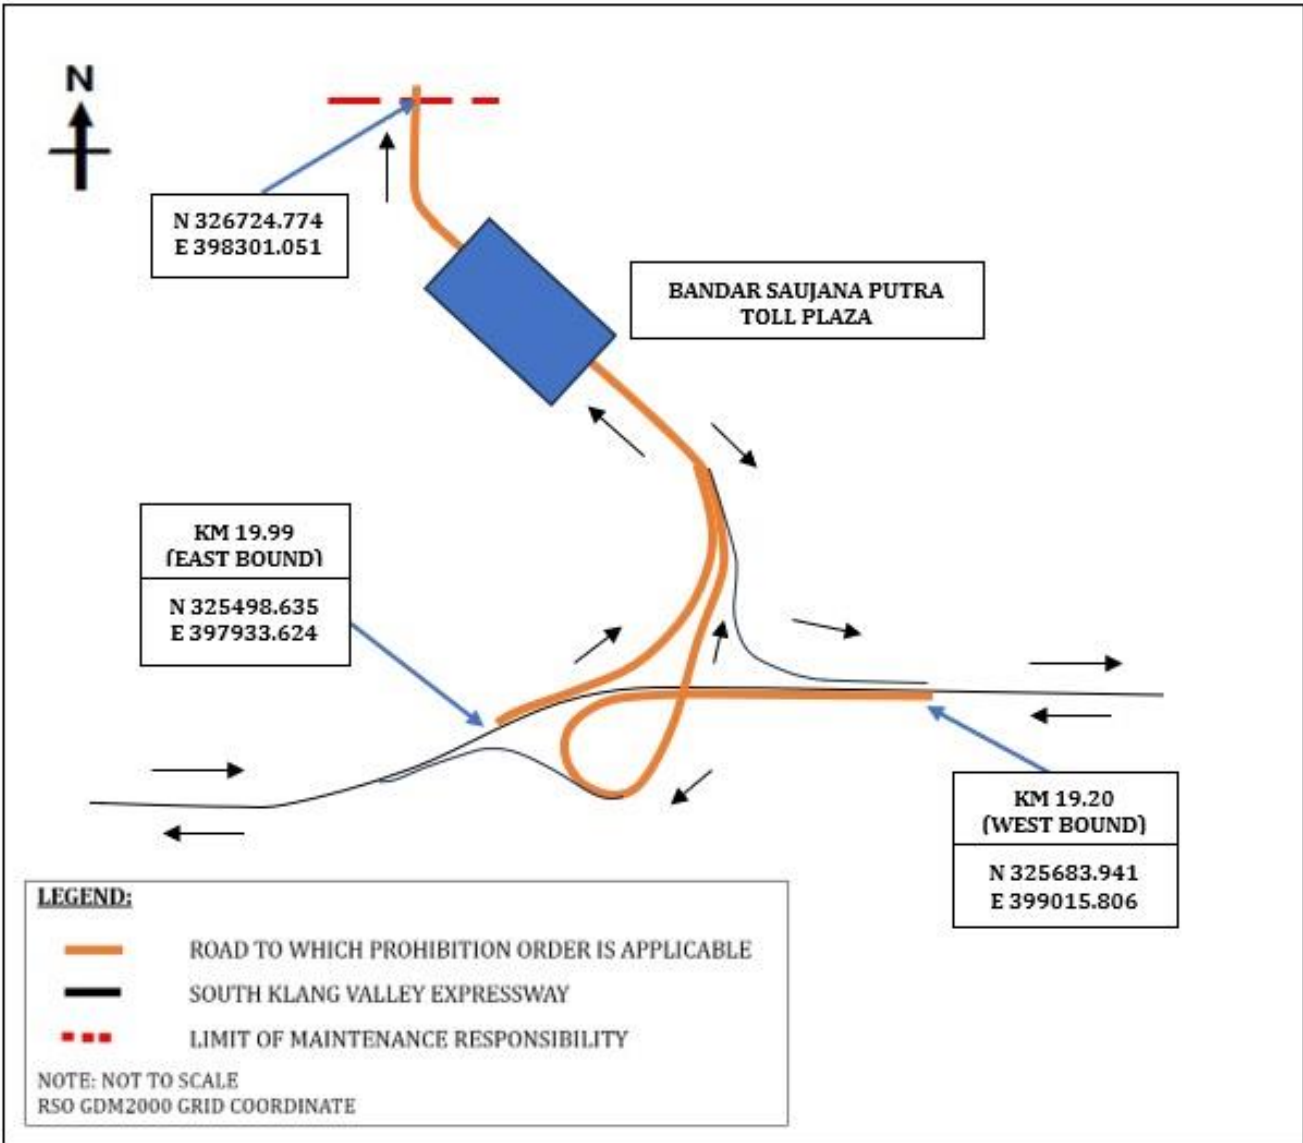 N
N 326724.774
E 398301.051
BANDAR SAUJANA PUTRA
TOLL PLAZA
KM 19.99
(EAST BOUND)
N 325498.635
E 397933.624
KM 19.20
(WEST BOUND)
N 325683.941
E 399015.806
LEGEND:
ROAD TO WHICH PROHIBITION ORDER IS APPLICABLE
SOUTH KLANG VALLEY EXPRESSWAY
LIMIT OF MAINTENANCE RESPONSIBILITY
NOTE: NOT TO SCALE
RSO GDM2000 GRID COORDINATE